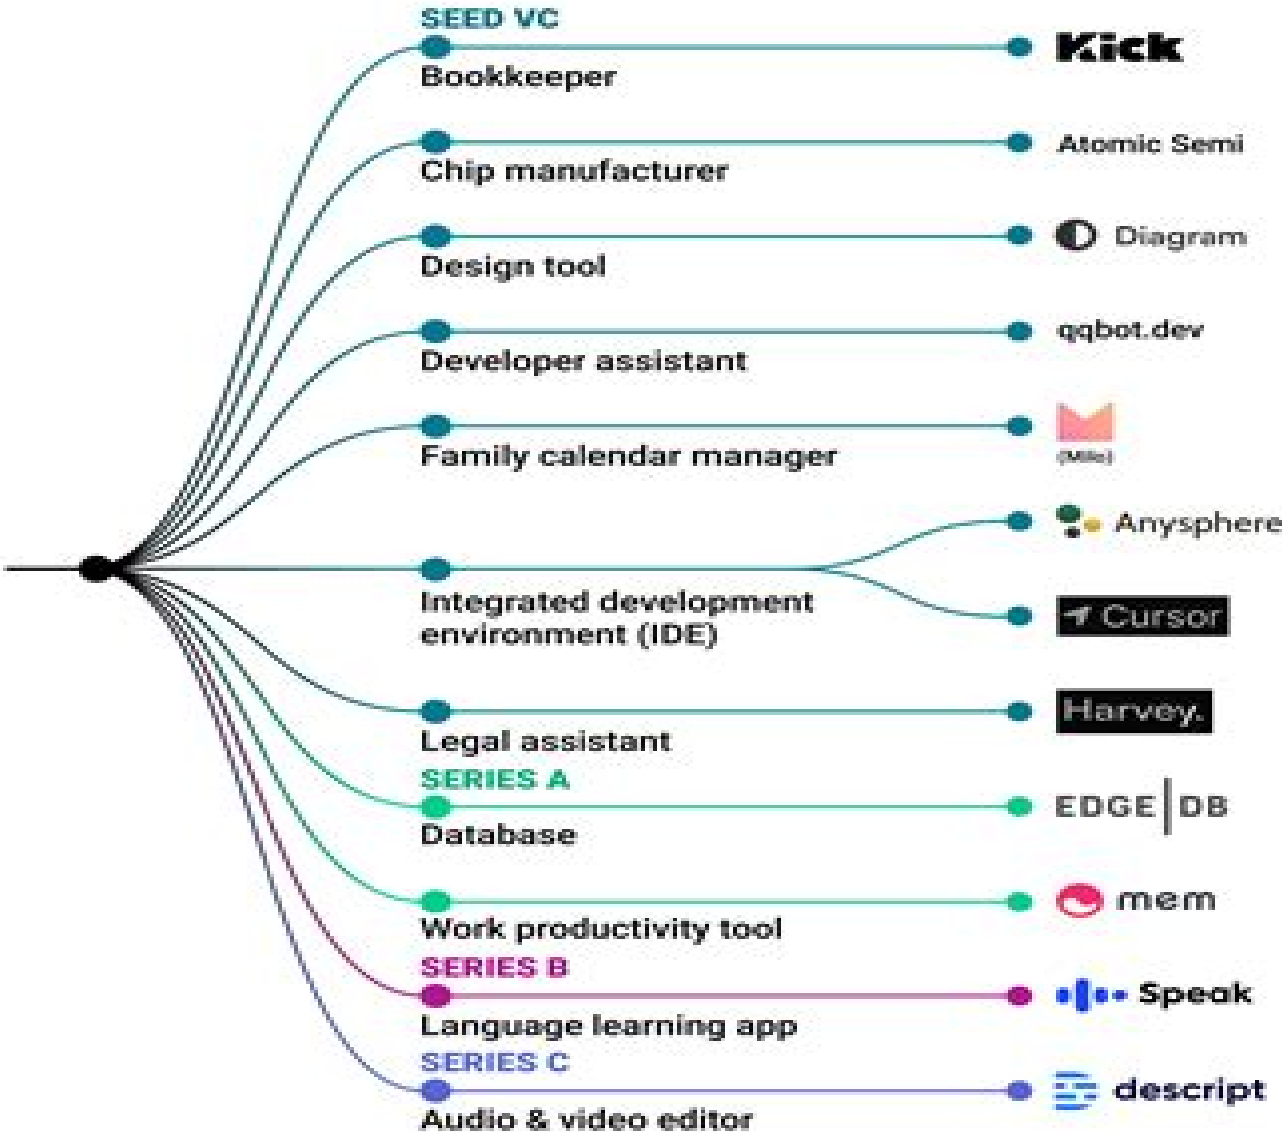 SEED VC
Bookkeeper
Kick
Chip manufacturer
Atomic Semi
Design tool
Diagram
Developer assistant
qqbot.dev
Family calendar manager
(Milo)
Integrated development
environment (IDE)
Anysphere
Cursor
Legal assistant
Harvey.
SERIES A
Database
EDGE|DB
Work productivity tool
mem
SERIES B
Language learning app
Speak
SERIES C
Audio & video editor
descript